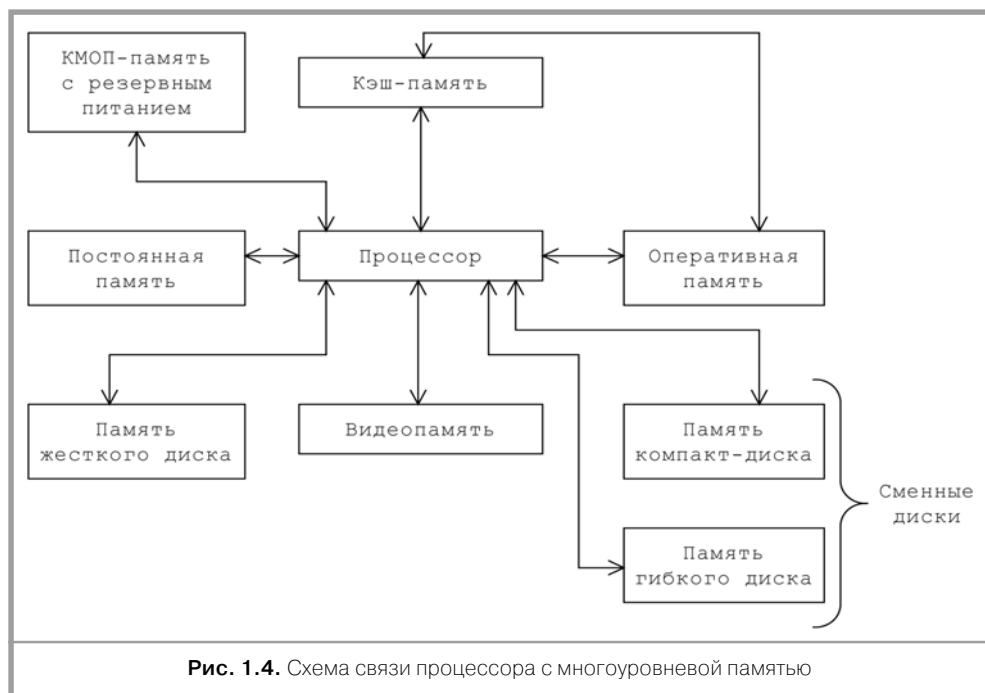 КМОП-память
с резервным
питанием
Кэш-память
Постоянная
память
Процессор
Оперативная
память
Память
жесткого диска
Видеопамять
Память
компакт-диска
Сменные
диски
Память
гибкого диска
Рис. 1.4. Схема связи процессора с многоуровневой памятью